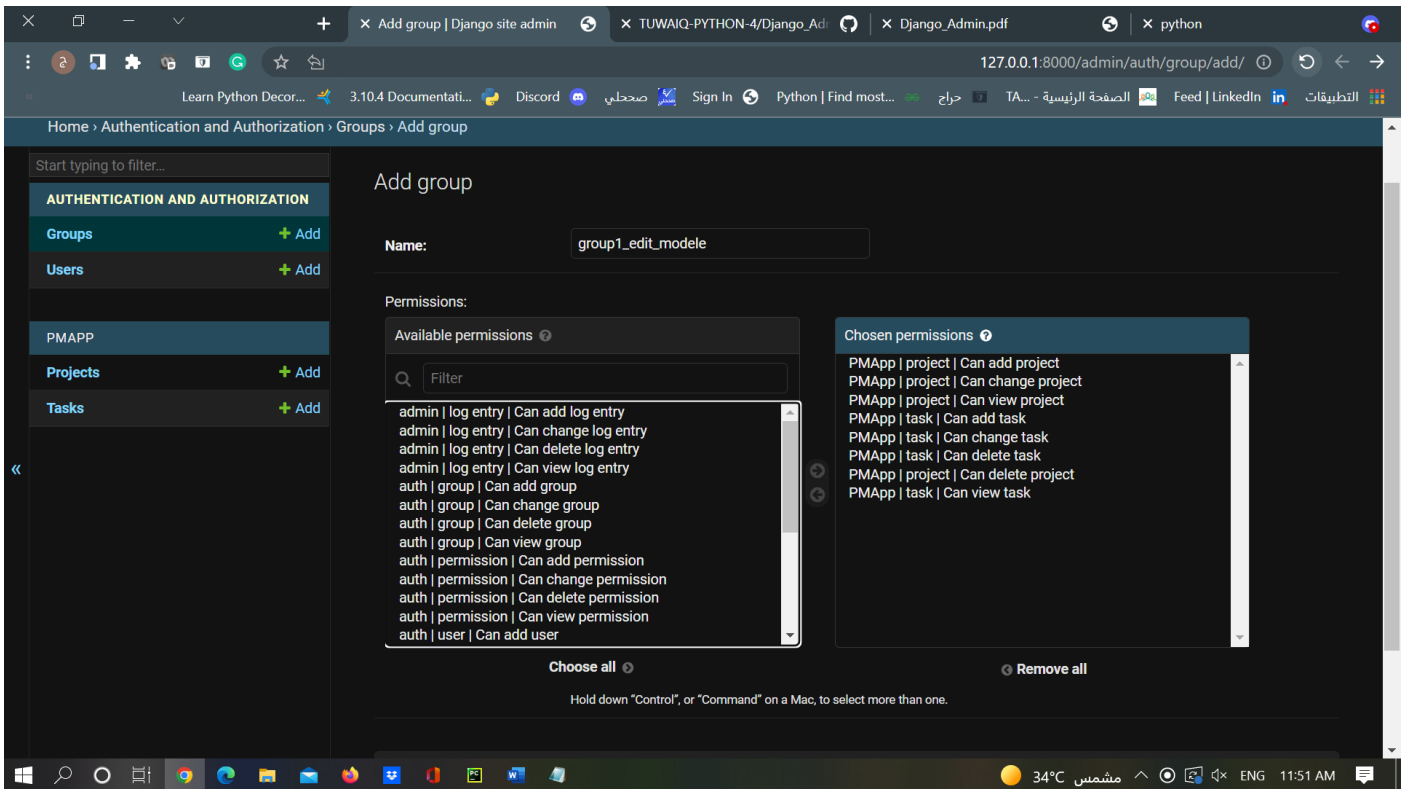 Add group | Django site admin
TUWAIQ-PYTHON-4/Django_Adr
Django_Admin.pdf
python
127.0.0.1:8000/admin/auth/group/add/
Learn Python Decor...
3.10.4 Documentati...
Discord
صححلي
Sign In
Python | Find most...
حراج
الصفحة الرئيسية - TA...
Feed | LinkedIn
التطبيقات
Home › Authentication and Authorization › Groups › Add group
Start typing to filter...
AUTHENTICATION AND AUTHORIZATION
Groups
+ Add
Users
+ Add
PMAPP
Projects
+ Add
Tasks
+ Add
«
Add group
Name:
group1_edit_modele
Permissions:
Available permissions
Filter
admin | log entry | Can add log entry
admin | log entry | Can change log entry
admin | log entry | Can delete log entry
admin | log entry | Can view log entry
auth | group | Can add group
auth | group | Can change group
auth | group | Can delete group
auth | group | Can view group
auth | permission | Can add permission
auth | permission | Can change permission
auth | permission | Can delete permission
auth | permission | Can view permission
auth | user | Can add user
Choose all
Chosen permissions
PMApp | project | Can add project
PMApp | project | Can change project
PMApp | project | Can view project
PMApp | task | Can add task
PMApp | task | Can change task
PMApp | task | Can delete task
PMApp | project | Can delete project
PMApp | task | Can view task
Remove all
Hold down “Control”, or “Command” on a Mac, to select more than one.
34°C مشمس
ENG
11:51 AM